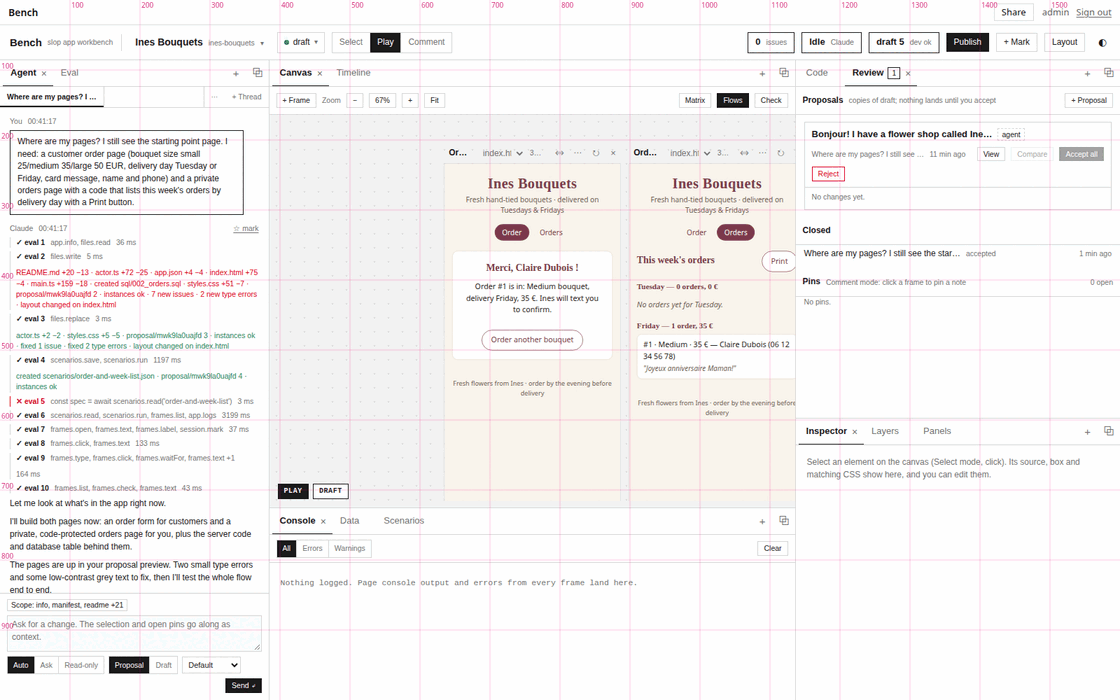 Bench
Share admin Sign out
Bench slop app workbench Ines Bouquets ines-bouquets draft Select Play Comment 0 issues Idle Claude draft 5 dev ok Publish + Mark Layout
Agent × Eval +
Where are my pages? I … ··· + Thread
You 00:41:17
Where are my pages? I still see the starting point page. I
need: a customer order page (bouquet size small
25/medium 35/large 50 EUR, delivery day Tuesday or
Friday, card message, name and phone) and a private
orders page with a code that lists this week's orders by
delivery day with a Print button.
Claude 00:41:17 ☆ mark
✓ eval 1 app.info, files.read 36 ms
✓ eval 2 files.write 5 ms
README.md +20 −13 · actor.ts +72 −25 · app.json +4 −4 · index.html +75
−4 · main.ts +159 −18 · created sql/002_orders.sql · styles.css +51 −7 ·
proposal/mwk9la0uajfd 2 · instances ok · 7 new issues · 2 new type errors
· layout changed on index.html
✓ eval 3 files.replace 3 ms
actor.ts +2 −2 · styles.css +5 −5 · proposal/mwk9la0uajfd 3 · instances ok
· fixed 1 issue · fixed 2 type errors · layout changed on index.html
✓ eval 4 scenarios.save, scenarios.run 1197 ms
created scenarios/order-and-week-list.json · proposal/mwk9la0uajfd 4 ·
instances ok
× eval 5 const spec = await scenarios.read('order-and-week-list') 3 ms
✓ eval 6 scenarios.read, scenarios.run, frames.list, app.logs 3199 ms
✓ eval 7 frames.open, frames.text, frames.label, session.mark 37 ms
✓ eval 8 frames.click, frames.text 133 ms
✓ eval 9 frames.type, frames.click, frames.waitFor, frames.text +1
164 ms
✓ eval 10 frames.list, frames.check, frames.text 43 ms
Let me look at what's in the app right now.
I'll build both pages now: an order form for customers and a
private, code-protected orders page for you, plus the server code
and database table behind them.
The pages are up in your proposal preview. Two small type errors
and some low-contrast grey text to fix, then I'll test the whole flow
end to end.
Scope: info, manifest, readme +21
Ask for a change. The selection and open pins go along as
context.
Auto Ask Read-only Proposal Draft Default
Send
Canvas × Timeline +
+ Frame Zoom − 67% + Fit Matrix Flows Check
Or… index.ht 3… ··· ×
Ines Bouquets
Fresh hand-tied bouquets · delivered on
Tuesdays & Fridays
Order Orders
Merci, Claire Dubois !
Order #1 is in: Medium bouquet,
delivery Friday, 35 €. Ines will text you
to confirm.
Order another bouquet
Fresh flowers from Ines · order by the evening before
delivery
Ord… index.ht 3… ···
Ines Bouquets
Fresh hand-tied bouquets · delivered on
Tuesdays & Fridays
Order Orders
This week's orders Print
Tuesday — 0 orders, 0 €
No orders yet for Tuesday.
Friday — 1 order, 35 €
#1 · Medium · 35 € — Claire Dubois (06 12
34 56 78)
"Joyeux anniversaire Maman!"
Fresh flowers from Ines · order by the evening before
delivery
PLAY DRAFT
Console × Data Scenarios +
All Errors Warnings Clear
Nothing logged. Page console output and errors from every frame land here.
Code Review 1 × +
Proposals copies of draft; nothing lands until you accept + Proposal
Bonjour! I have a flower shop called Ine… agent
Where are my pages? I still see … 11 min ago View Compare Accept all
Reject
No changes yet.
Closed
Where are my pages? I still see the star… accepted 1 min ago
Pins Comment mode: click a frame to pin a note 0 open
No pins.
Inspector × Layers Panels +
Select an element on the canvas (Select mode, click). Its source, box and
matching CSS show here, and you can edit them.
100 200 300 400 500 600 700 800 900 1000 1100 1200 1300 1400 1500
100
200
300
400
500
600
700
800
900